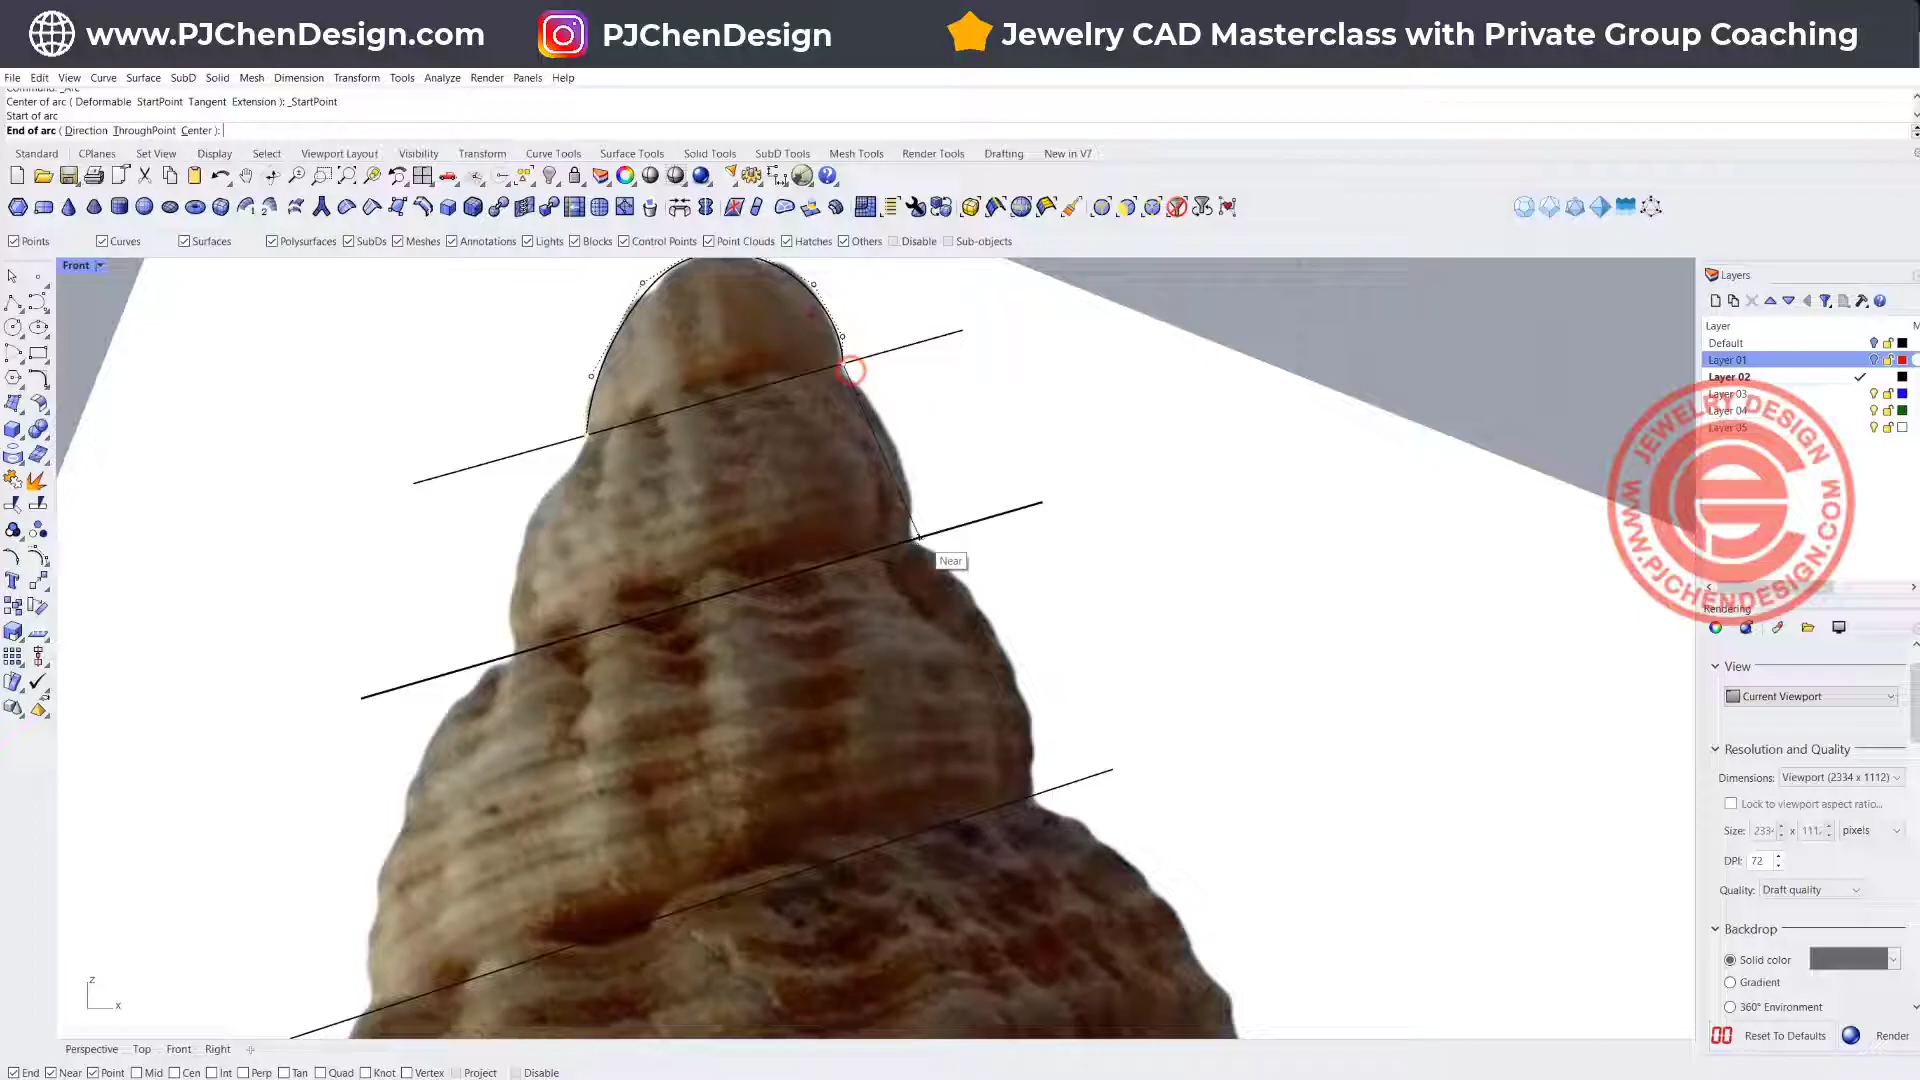 www.PJChenDesign.com PJChenDesign Jewelry CAD Masterclass with Private Group Coaching
File Edit View Curve Surface SubD Solid Mesh Dimension Transform Tools Analyze Render Panels Help
Command: _Arc
Center of arc ( Deformable StartPoint Tangent Extension ): _StartPoint
Start of arc
End of arc ( Direction ThroughPoint Center ):
Standard CPlanes Set View Display Select Viewport Layout Visibility Transform Curve Tools Surface Tools Solid Tools SubD Tools Mesh Tools Render Tools Drafting New in V7
Points Curves Surfaces Polysurfaces SubDs Meshes Annotations Lights Blocks Control Points Point Clouds Hatches Others Disable Sub-objects
Front
Layers
Layer
Default
Layer 01
Layer 02
Layer 03
Layer 04
Layer 05
JEWELRY DESIGN
WWW.PJCHENDESIGN.COM
Near
Rendering
View
Current Viewport
Resolution and Quality
Dimensions: Viewport (2334 x 1112)
Lock to viewport aspect ratio...
Size: 233 x 111 pixels
DPI: 72
Quality: Draft quality
Backdrop
Solid color
Gradient
360° Environment
Reset To Defaults Render
z
x
Perspective Top Front Right
End Near Point Mid Cen Int Perp Tan Quad Knot Vertex Project Disable